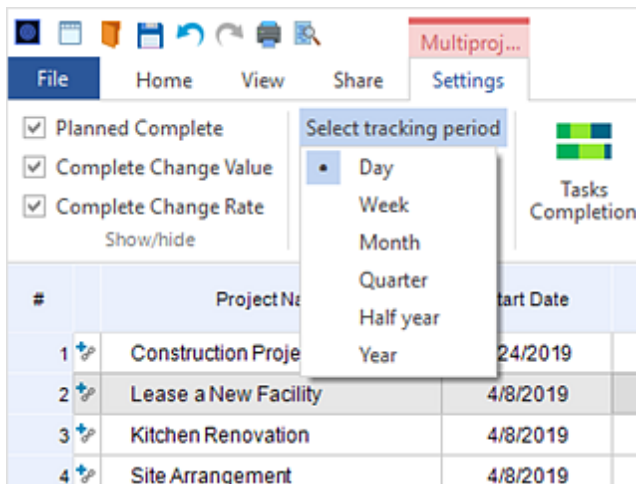 Multiproj...
File Home View Share Settings
Planned Complete
Complete Change Value
Complete Change Rate
Show/hide
Select tracking period
Day
Week
Month
Quarter
Half year
Year
Tasks
Completion
# Project Na tart Date
1 Construction Proje 24/2019
2 Lease a New Facility 4/8/2019
3 Kitchen Renovation 4/8/2019
4 Site Arrangement 4/8/2019